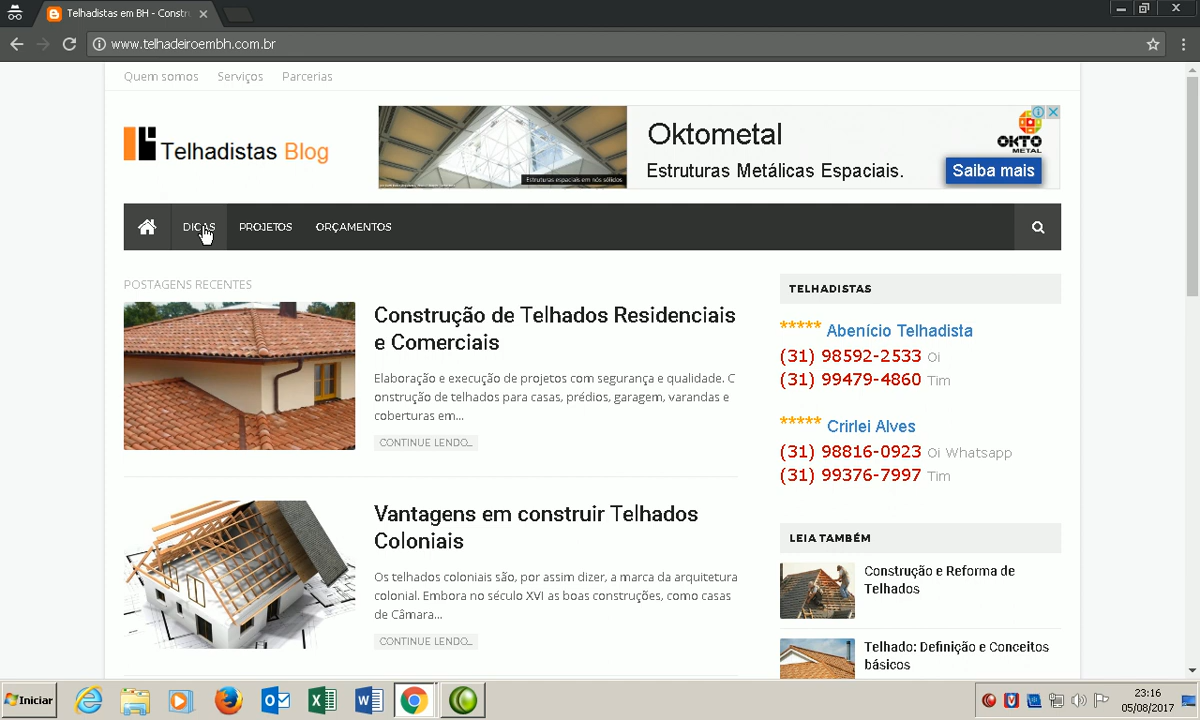 Telhadistas em BH - Constr
www.telhadeiroembh.com.br
Quem somos Serviços Parcerias
Telhadistas Blog
Estruturas espaciais em nós sólidos
Oktometal
Estruturas Metálicas Espaciais.
OKTO
METAL
Saiba mais
DICAS PROJETOS ORÇAMENTOS
POSTAGENS RECENTES
Construção de Telhados Residenciais
e Comerciais
Elaboração e execução de projetos com segurança e qualidade. C
onstrução de telhados para casas, prédios, garagem, varandas e
coberturas em...
CONTINUE LENDO...
Vantagens em construir Telhados
Coloniais
Os telhados coloniais são, por assim dizer, a marca da arquitetura
colonial. Embora no século XVI as boas construções, como casas
de Câmara...
CONTINUE LENDO...
TELHADISTAS
***** Abenício Telhadista
(31) 98592-2533 Oi
(31) 99479-4860 Tim
***** Crirlei Alves
(31) 98816-0923 Oi Whatsapp
(31) 99376-7997 Tim
LEIA TAMBÉM
Construção e Reforma de
Telhados
Telhado: Definição e Conceitos
básicos
Iniciar
23:16
05/08/2017